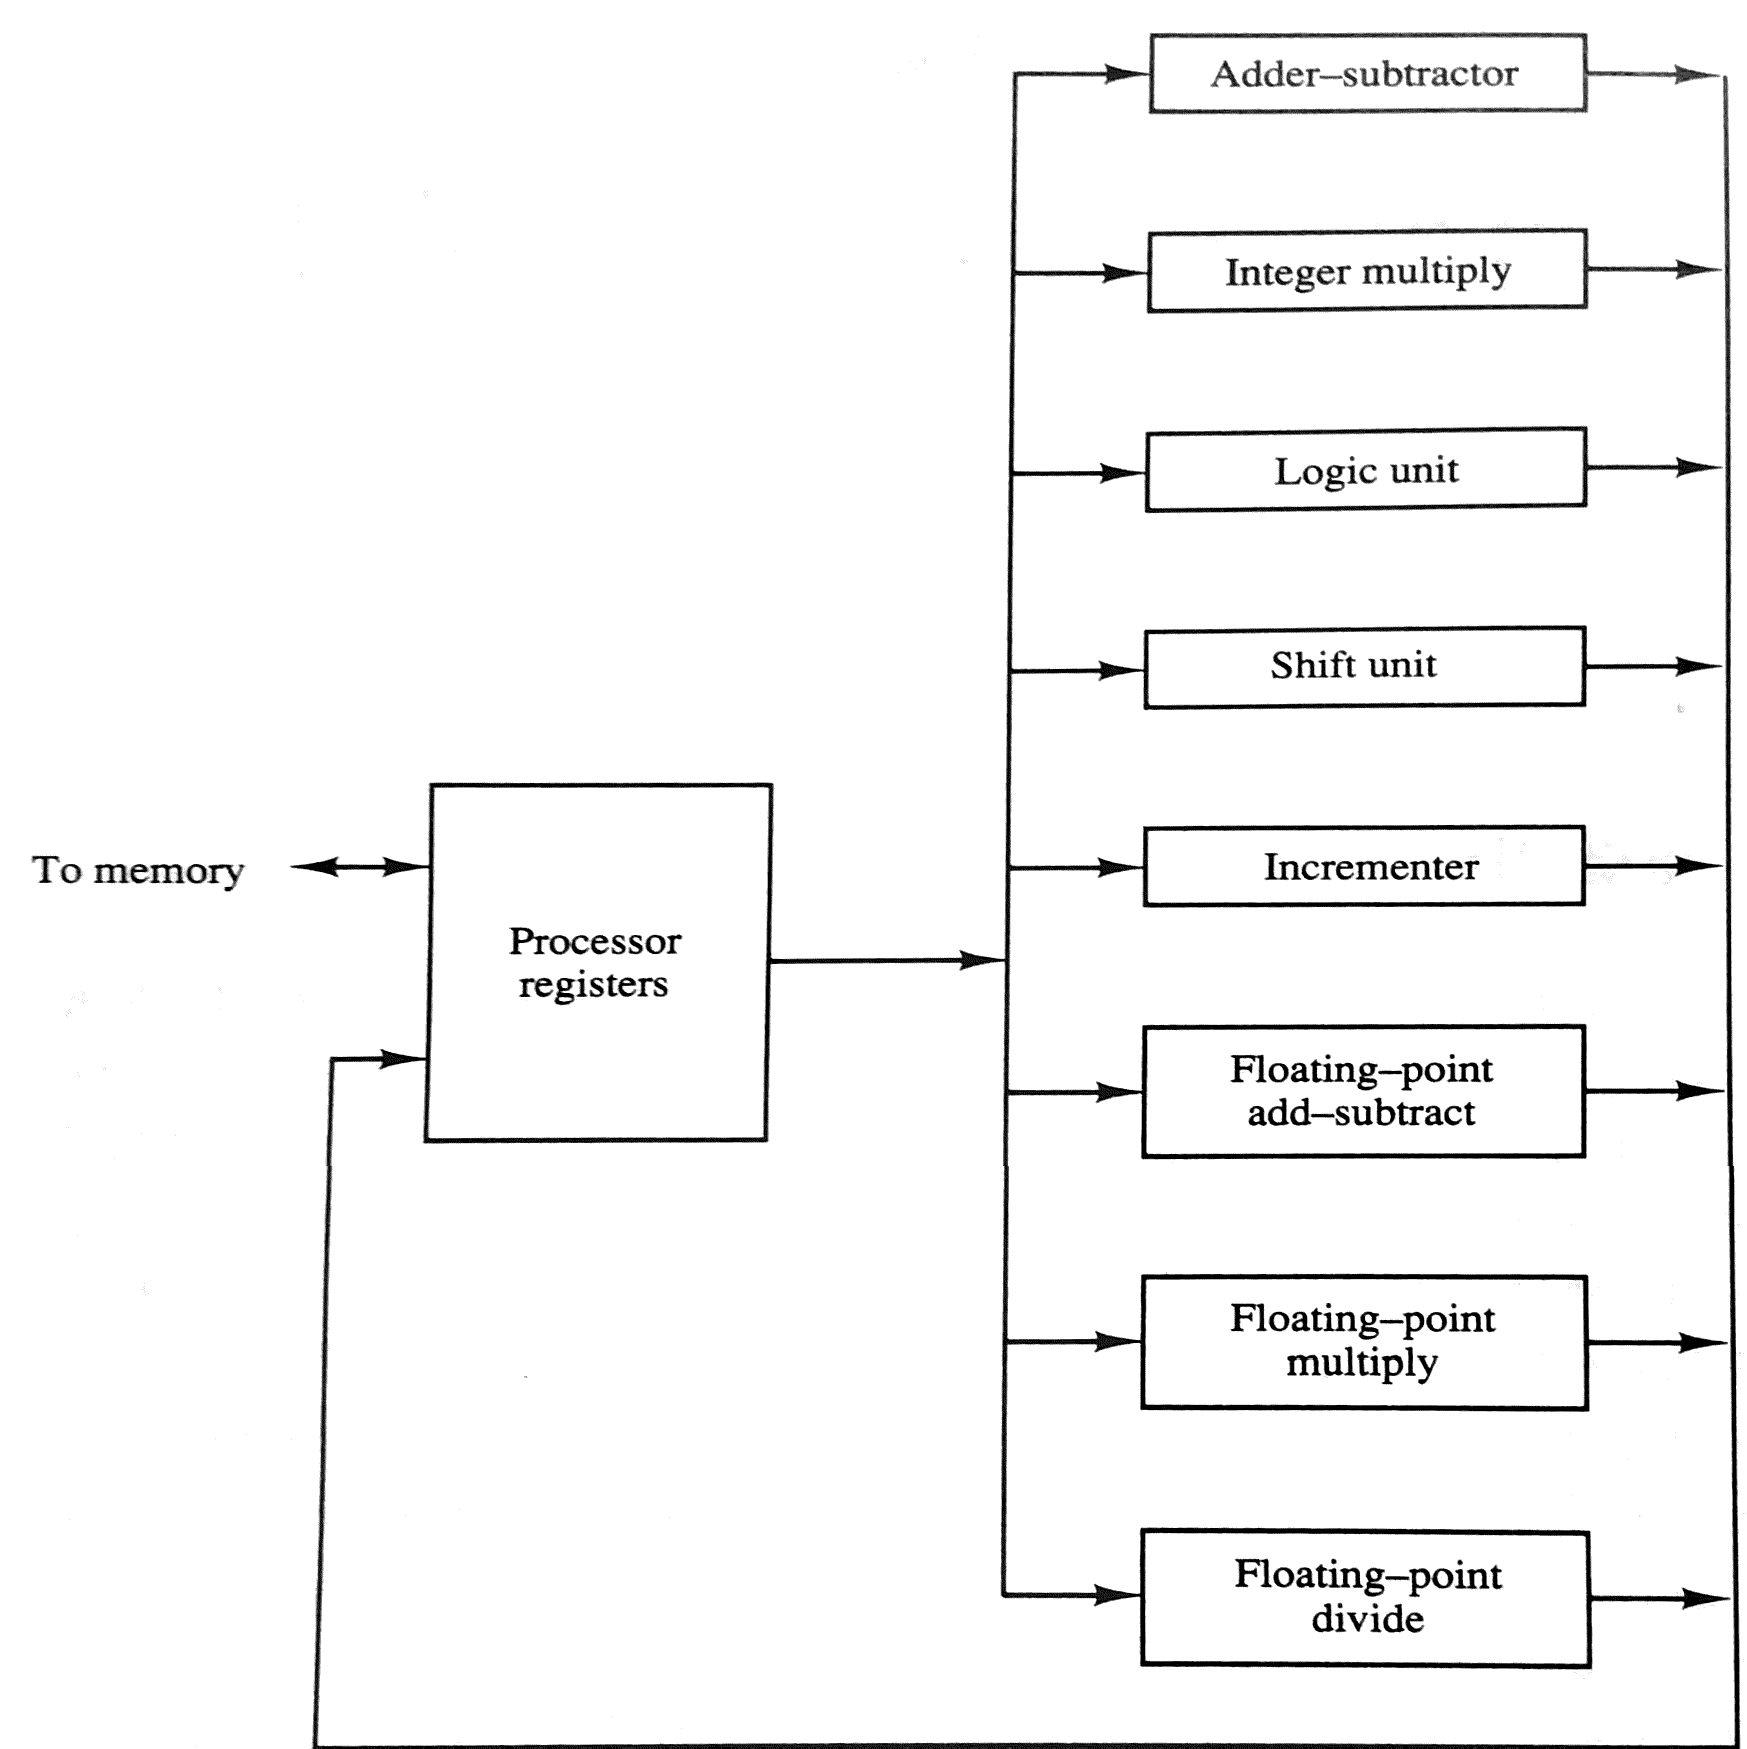 Adder–subtractor
Integer multiply
Logic unit
Shift unit
Incrementer
To memory
Processor
registers
Floating–point
add–subtract
Floating–point
multiply
Floating–point
divide